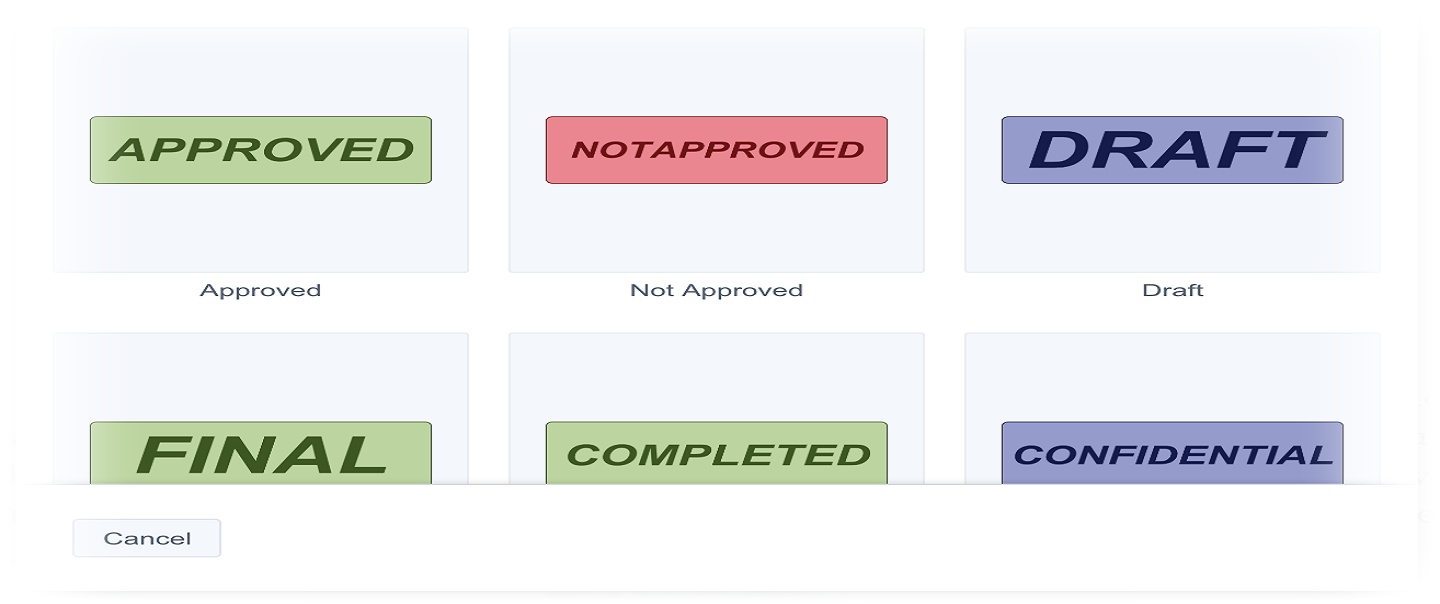 APPROVED NOTAPPROVED DRAFT
Approved Not Approved Draft
FINAL COMPLETED CONFIDENTIAL
Cancel